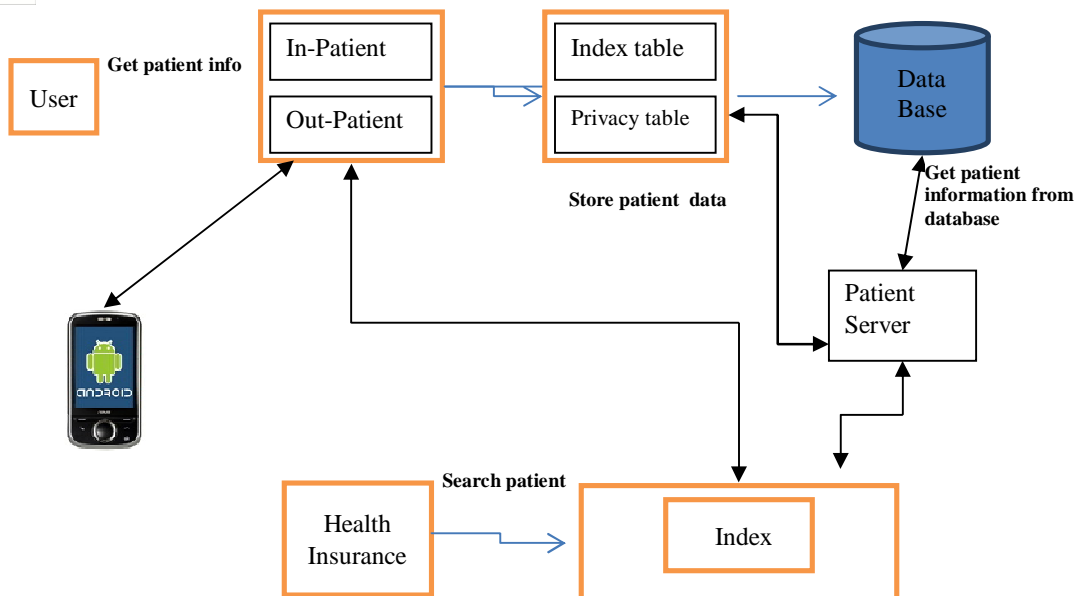 Get patient info
User
In-Patient
Out-Patient
Index table
Privacy table
Data
Base
Store patient data
Get patient
information from
database
Patient
Server
ANDROID
Search patient
Health
Insurance
Index